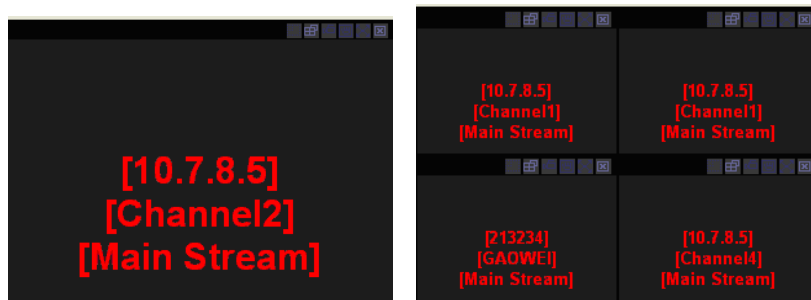 [10.7.8.5]
[Channel2]
[Main Stream]
[10.7.8.5]
[Channel1]
[Main Stream]
[10.7.8.5]
[Channel1]
[Main Stream]
[213234]
[GAOWEI]
[Main Stream]
[10.7.8.5]
[Channel4]
[Main Stream]